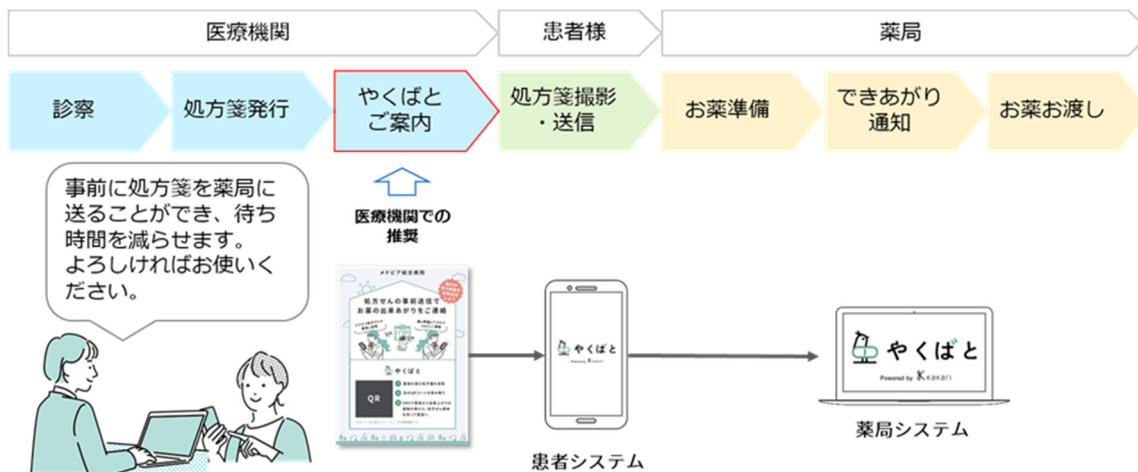 医療機関
患者様
薬局
診察
処方箋発行
やくばと
ご案内
処方箋撮影
・送信
お薬準備
できあがり
通知
お薬お渡し
事前に処方箋を薬局に
送ることができ、待ち
時間を減らせます。
よろしければお使いく
ださい。
医療機関での
推奨
メドピア総合病院
処方せんの事前送信で
お薬の出来あがりをご連絡
やくばと
QR
1
2
3
やくばと
やくばと
Powered by kakari
患者システム
薬局システム